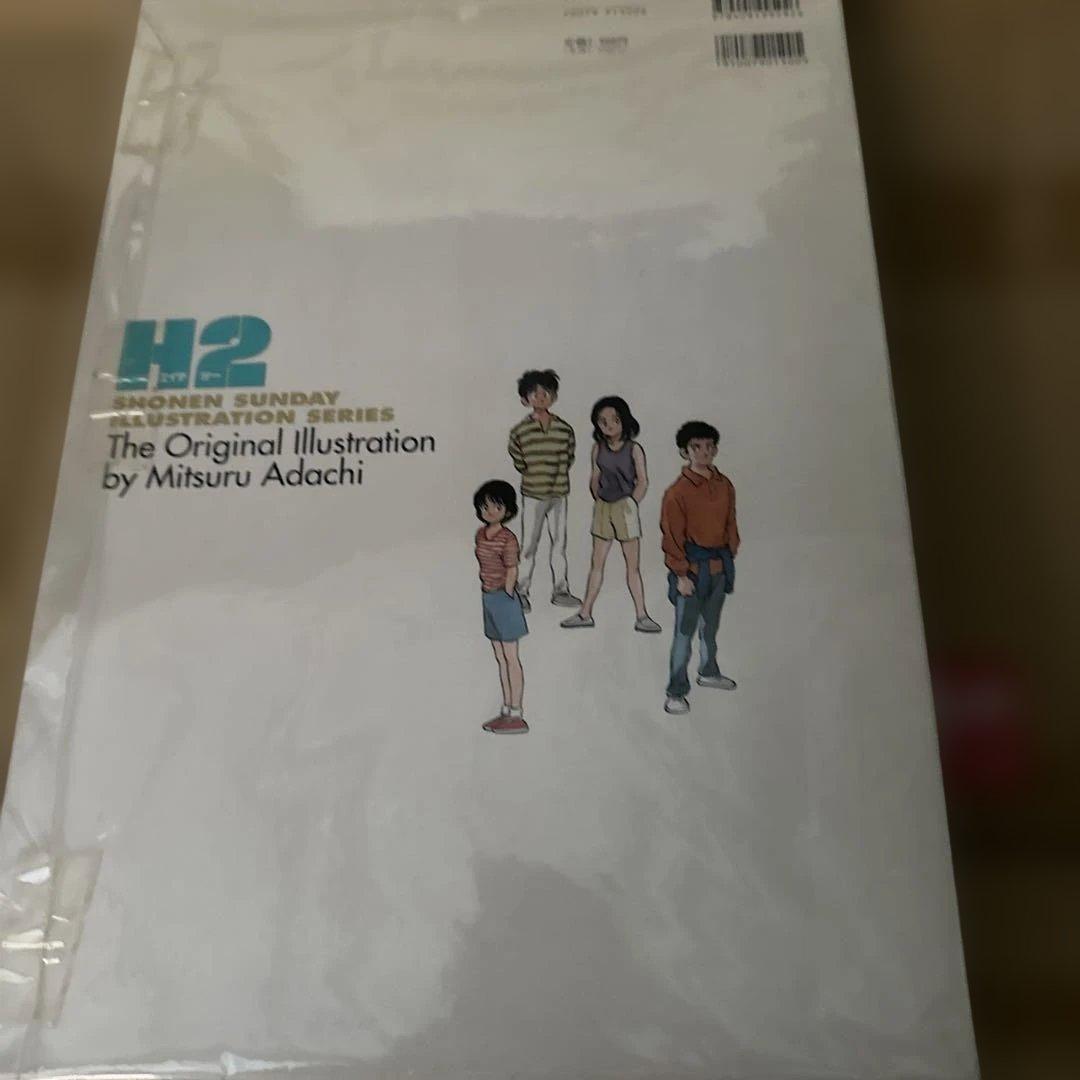 H2
SHONEN SUNDAY
ILLUSTRATION SERIES
The Original Illustration
by Mitsuru Adachi